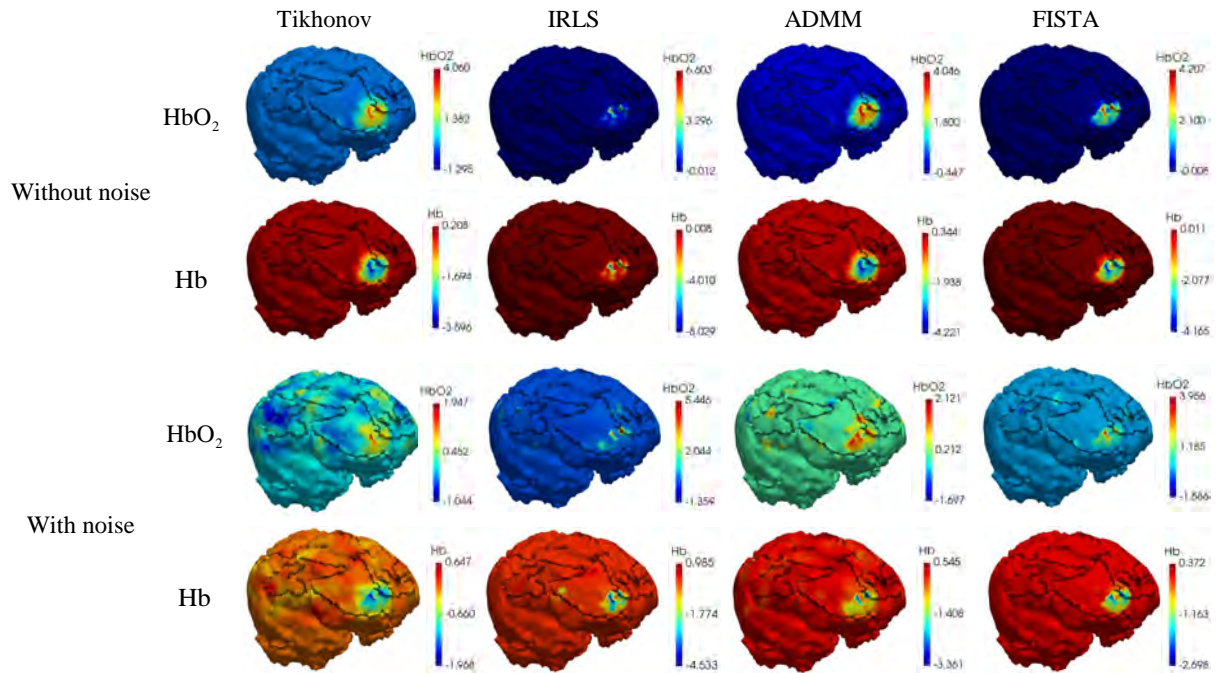 Tikhonov IRLS ADMM FISTA
HbO2 HbO2 HbO2 HbO2
4.060 6.603 4.046 4.207
HbO₂
1.382 3.296 1.800 2.100
-1.295 -0.012 -0.447 -0.008
Without noise
Hb Hb Hb Hb
0.208 0.008 0.344 0.011
Hb
-1.694 -4.010 -1.938 -2.077
-3.596 -8.029 -4.221 -4.165
HbO2 HbO2 HbO2 HbO2
1.947 5.446 2.121 3.956
HbO₂
0.452 2.044 0.212 1.185
-1.044 -1.359 -1.697
With noise
Hb Hb Hb Hb
0.647 0.985 0.545 0.372
Hb
-0.660 -1.774 -1.408 -1.163
-1.968 -4.533 -3.361 -2.698